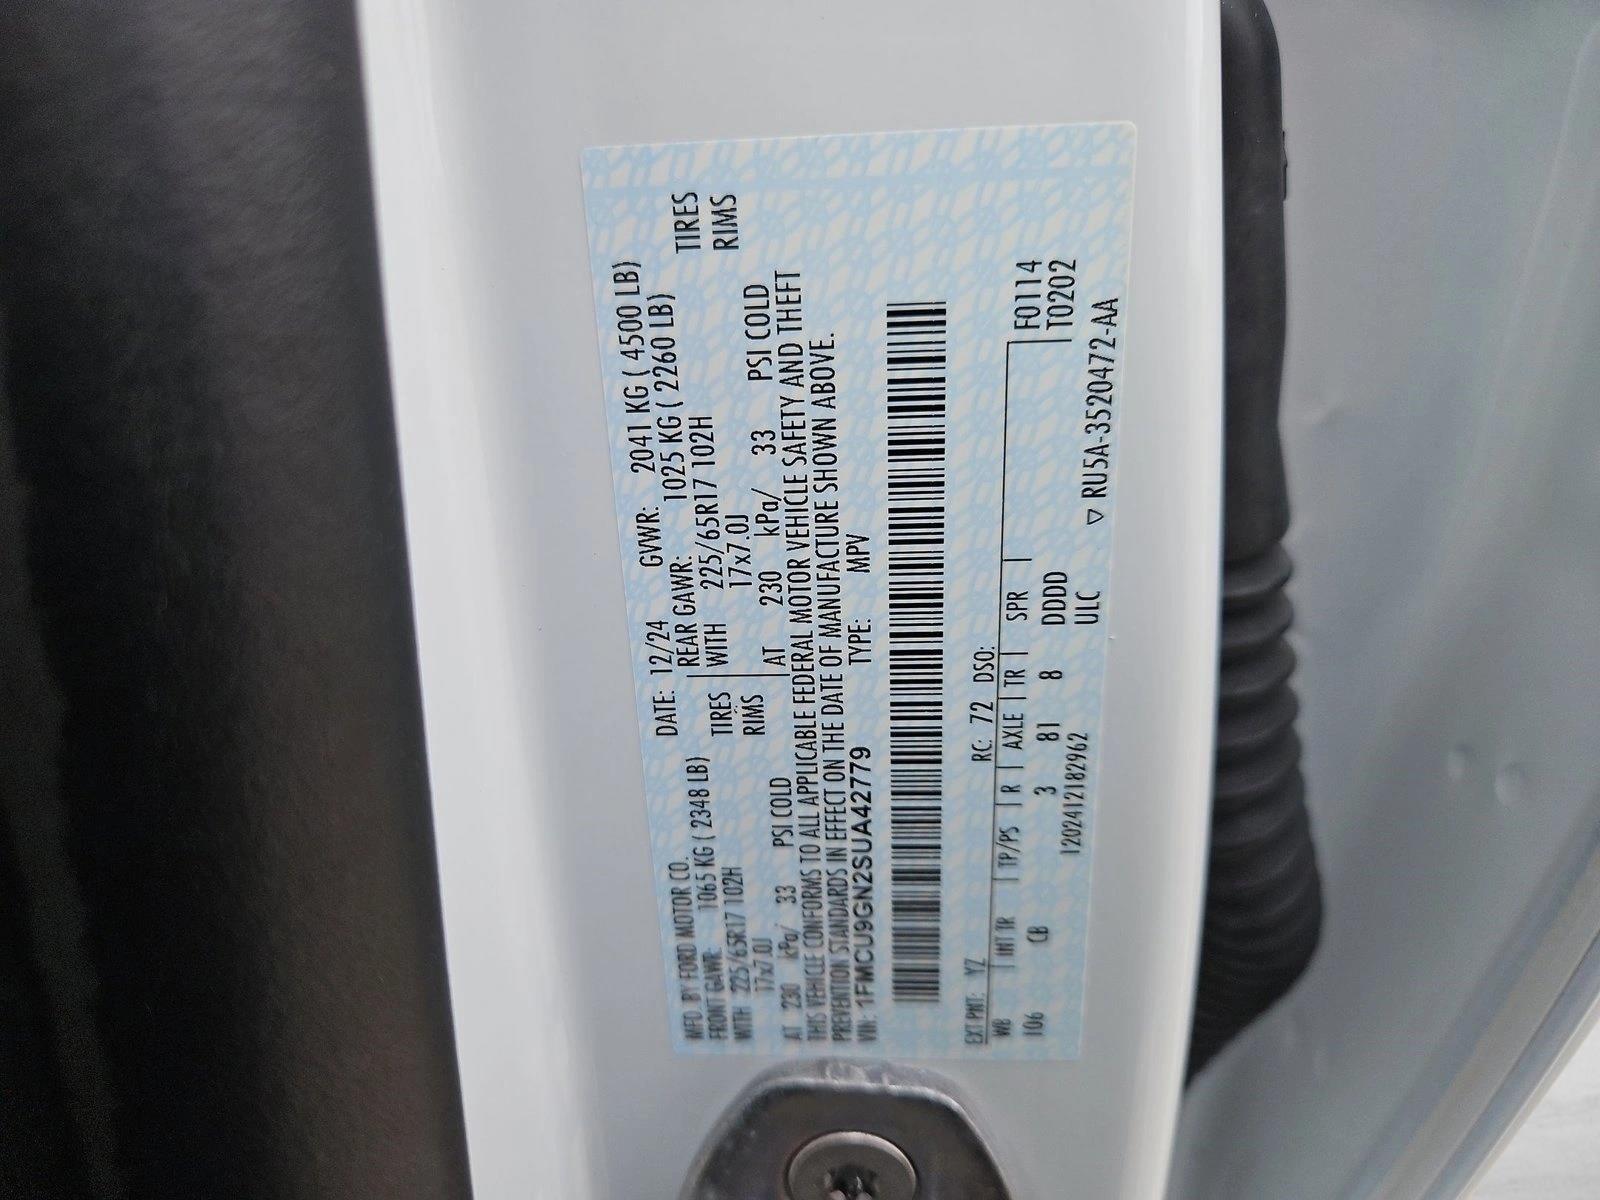 MFD. BY FORD MOTOR CO. DATE: 12/24 GVWR: 2041 KG ( 4500 LB)
FRONT GAWR: 1065 KG ( 2348 LB) REAR GAWR: 1025 KG ( 2260 LB)
WITH 225/65R17 102H TIRES WITH 225/65R17 102H TIRES
17x7.0J RIMS 17x7.0J RIMS
AT 230 kPa/ 33 PSI COLD AT 230 kPa/ 33 PSI COLD
THIS VEHICLE CONFORMS TO ALL APPLICABLE FEDERAL MOTOR VEHICLE SAFETY AND THEFT
PREVENTION STANDARDS IN EFFECT ON THE DATE OF MANUFACTURE SHOWN ABOVE.
VIN: 1FMCU9GN2SUA42779 TYPE: MPV
EXT PNT: YZ RC: 72 DSO:
WB | INT TR | TP/PS | R | AXLE | TR | SPR | F0114
106 CB 3 81 8 DDDD T0202
1202412182962 ULC
▽ RU5A-3520472-AA